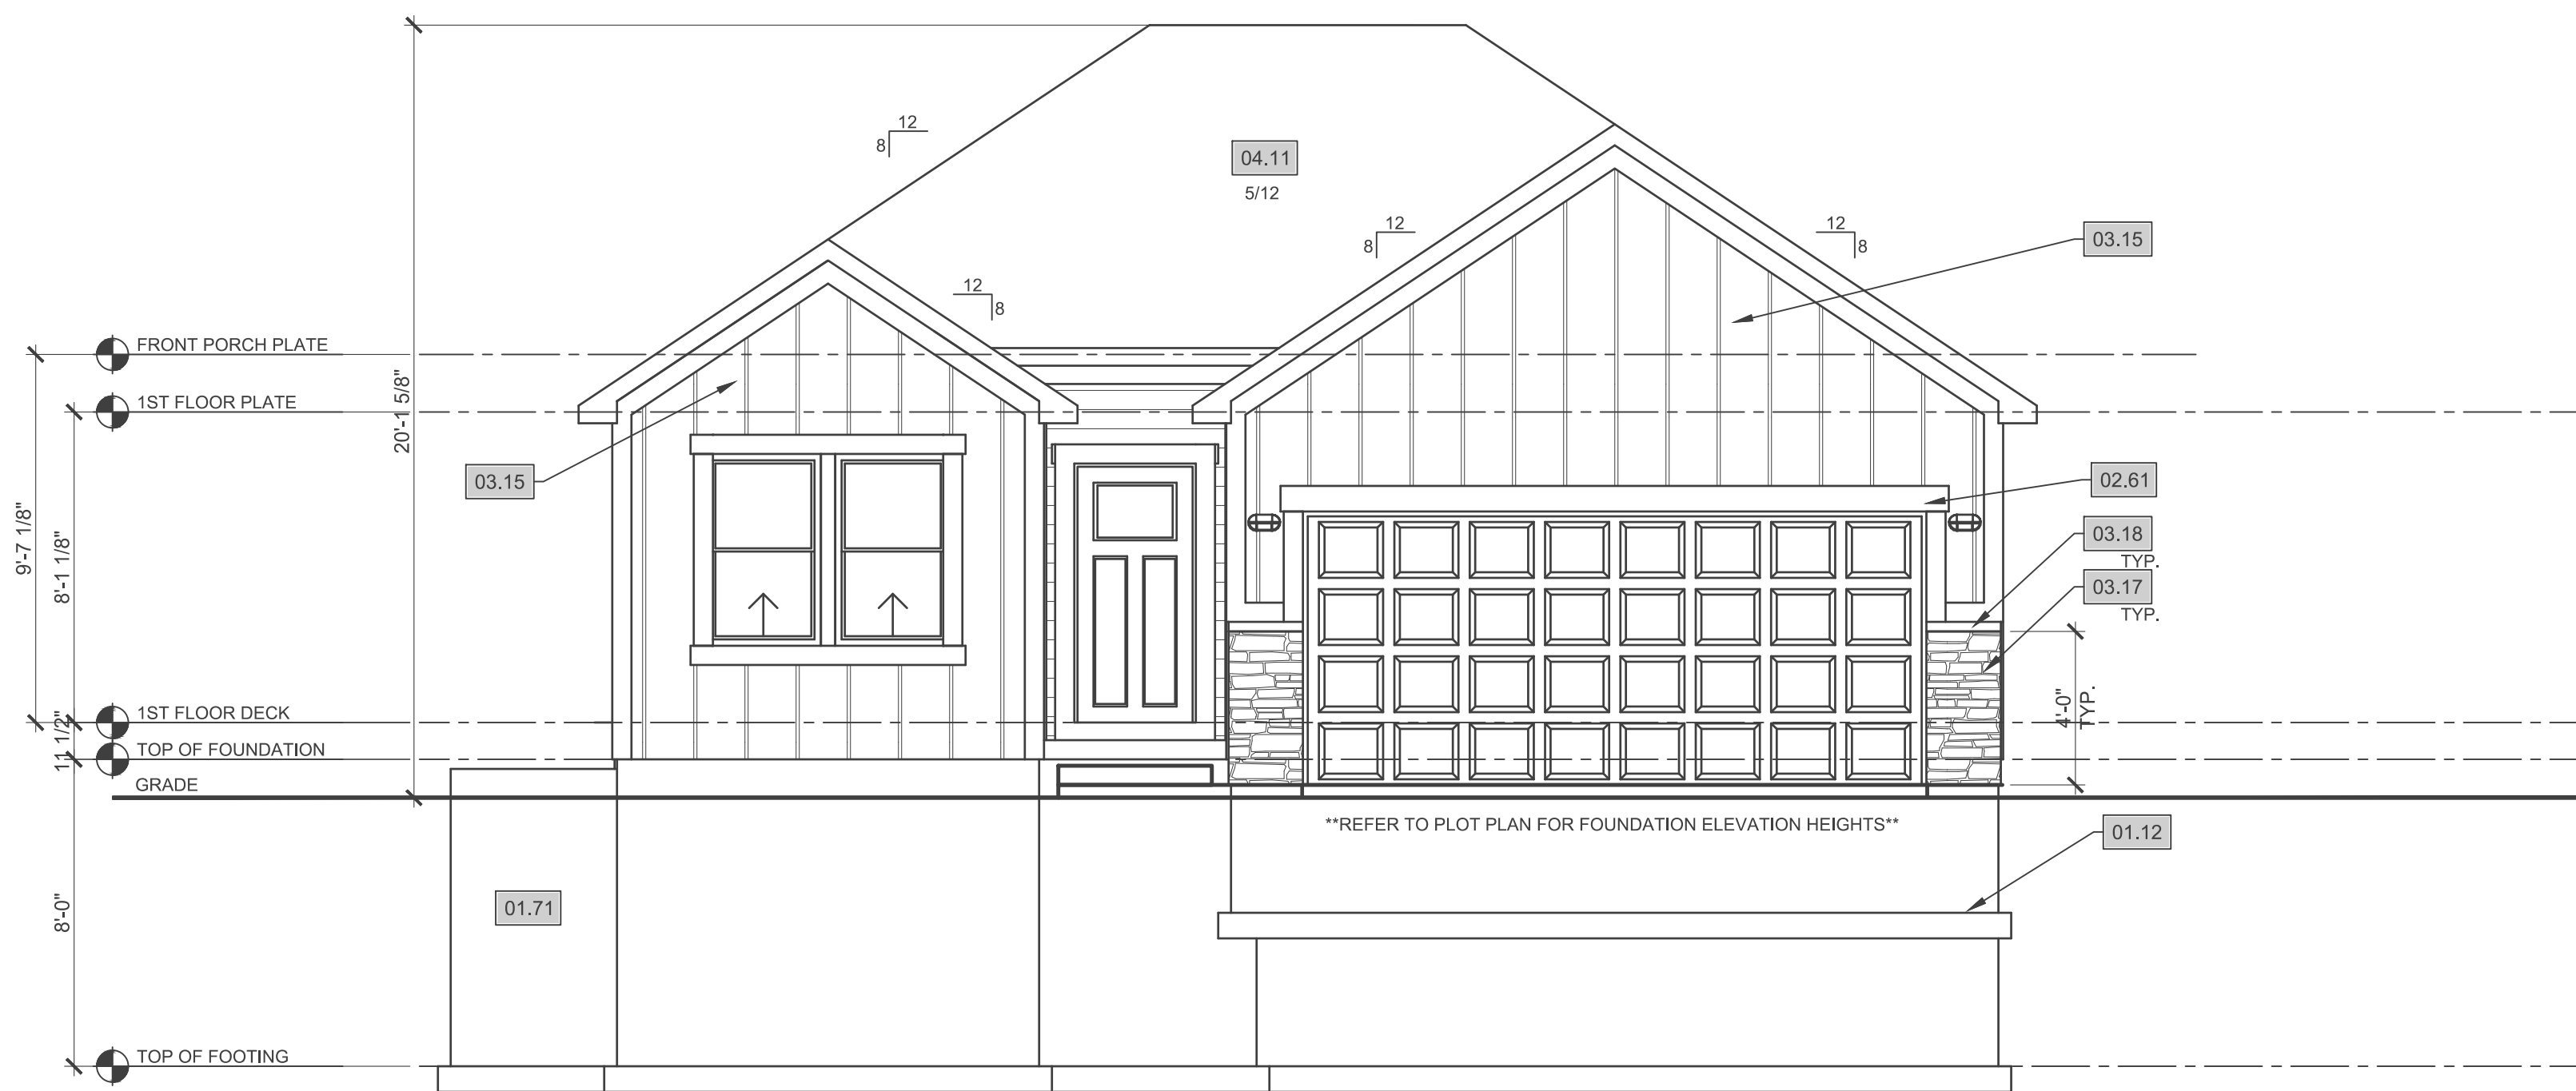 12
8
04.11
5/12
12
8
12
8
03.15
12
8
FRONT PORCH PLATE
1ST FLOOR PLATE
20'-1 5/8"
03.15
02.61
03.18
TYP.
03.17
TYP.
9'-7 1/8"
8'-1 1/8"
4'-0"
TYP.
1ST FLOOR DECK
11 1/2"
TOP OF FOUNDATION
GRADE
**REFER TO PLOT PLAN FOR FOUNDATION ELEVATION HEIGHTS**
01.12
01.71
8'-0"
TOP OF FOOTING